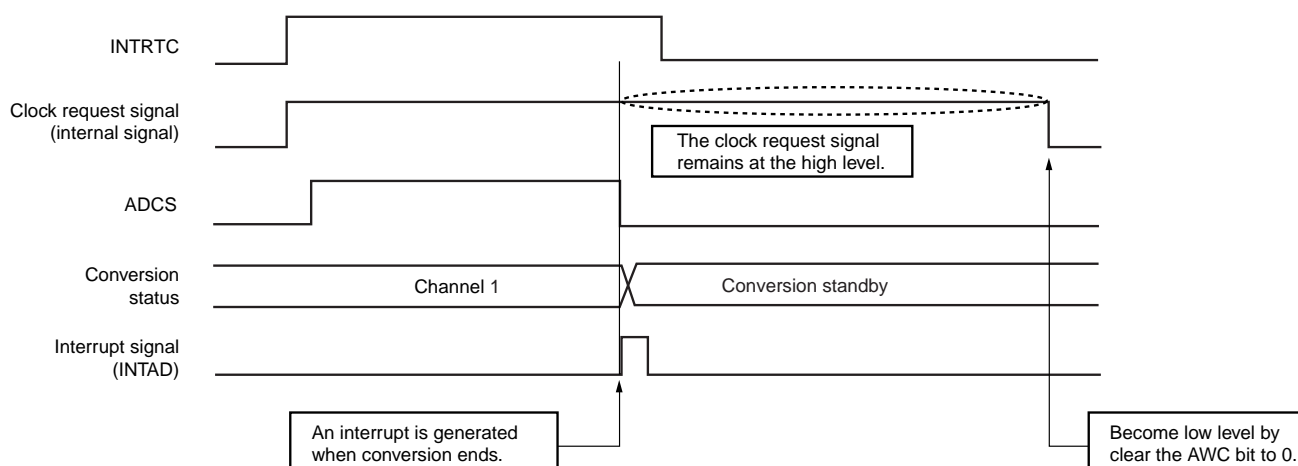 INTRTC
Clock request signal
(internal signal)
The clock request signal
remains at the high level.
ADCS
Conversion
status
Channel 1
Conversion standby
Interrupt signal
(INTAD)
An interrupt is generated
when conversion ends.
Become low level by
clear the AWC bit to 0.